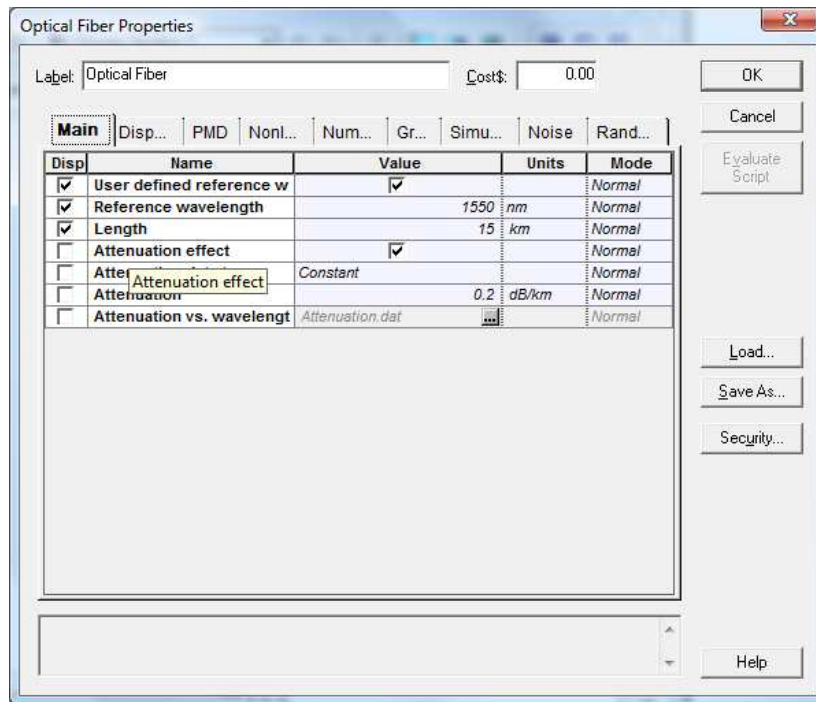 Optical Fiber Properties
Label: Optical Fiber Cost$: 0.00 OK
Cancel
Evaluate Script
Main Disp... PMD Nonl... Num... Gr... Simu... Noise Rand...
Disp Name Value Units Mode
User defined reference w Normal
Reference wavelength 1550 nm Normal
Length 15 km Normal
Attenuation effect Normal
Constant Normal
Attenuation effect
Attenuation 0.2 dB/km Normal
Attenuation vs. wavelengt Attenuation.dat ... Normal
Load...
Save As...
Security...
Help